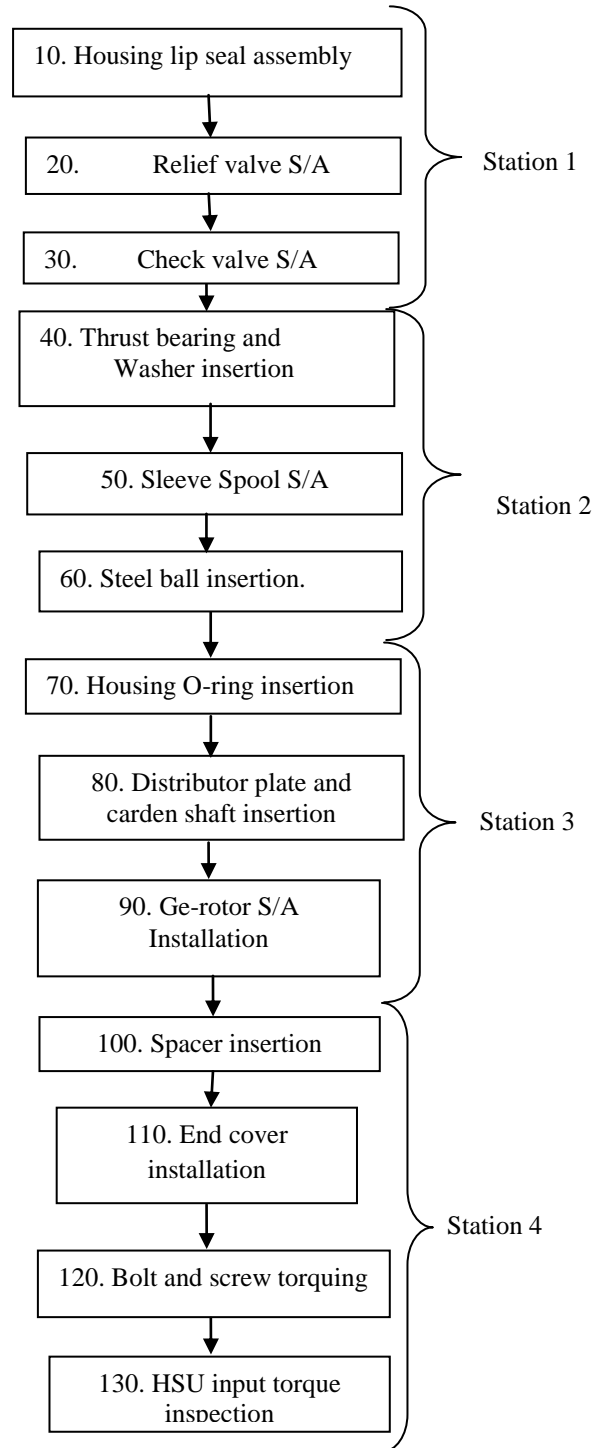 10. Housing lip seal assembly
20. Relief valve S/A
Station 1
30. Check valve S/A
40. Thrust bearing and
Washer insertion
50. Sleeve Spool S/A
Station 2
60. Steel ball insertion.
70. Housing O-ring insertion
80. Distributor plate and
carden shaft insertion
Station 3
90. Ge-rotor S/A
Installation
100. Spacer insertion
110. End cover
installation
Station 4
120. Bolt and screw torquing
130. HSU input torque
inspection